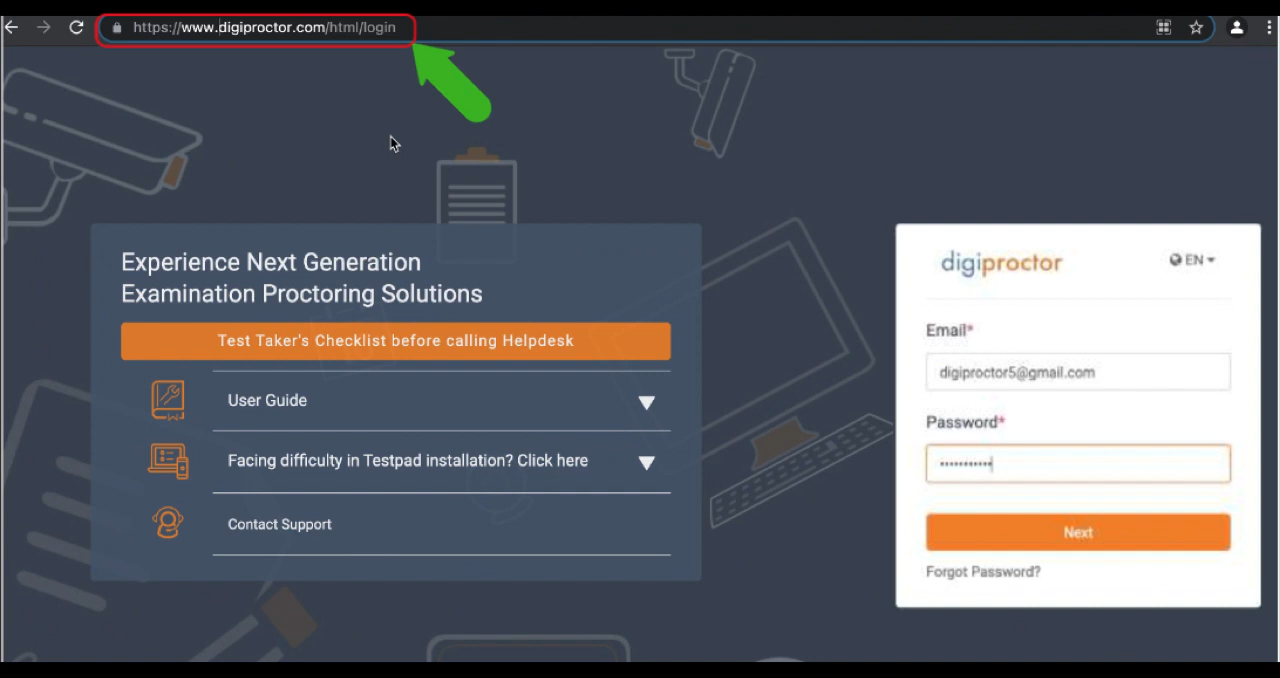 https://www.digiproctor.com/html/login
Experience Next Generation
Examination Proctoring Solutions
Test Taker's Checklist before calling Helpdesk
User Guide
Facing difficulty in Testpad installation? Click here
Contact Support
digiproctor
EN
Email*
digiproctor5@gmail.com
Password*
Next
Forgot Password?